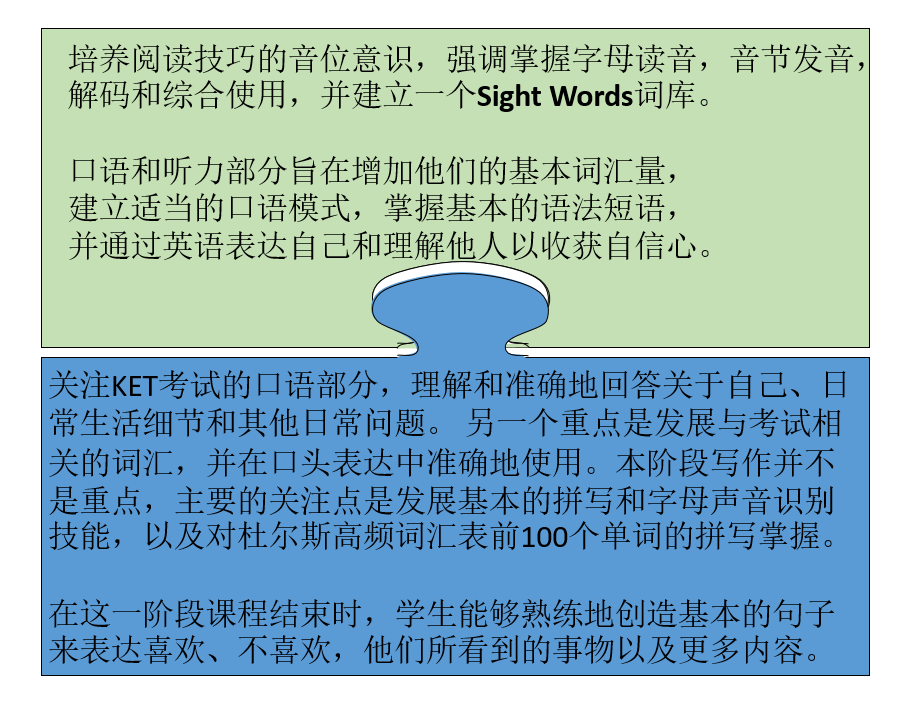 培养阅读技巧的音位意识，强调掌握字母读音，音节发音，
解码和综合使用，并建立一个Sight Words词库。
口语和听力部分旨在增加他们的基本词汇量，
建立适当的口语模式，掌握基本的语法短语，
并通过英语表达自己和理解他人以收获自信心。
关注KET考试的口语部分，理解和准确地回答关于自己、日
常生活细节和其他日常问题。 另一个重点是发展与考试相
关的词汇，并在口头表达中准确地使用。本阶段写作并不
是重点，主要的关注点是发展基本的拼写和字母声音识别
技能，以及对杜尔斯高频词汇表前100个单词的拼写掌握。
在这一阶段课程结束时，学生能够熟练地创造基本的句子
来表达喜欢、不喜欢，他们所看到的事物以及更多内容。